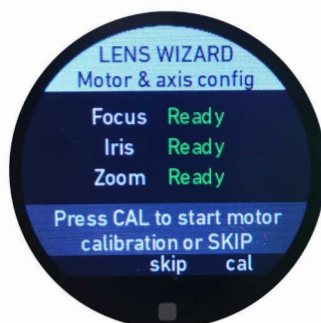 LENS WIZARD
Motor & axis config
Focus Ready
Iris Ready
Zoom Ready
Press CAL to start motor
calibration or SKIP
skip cal